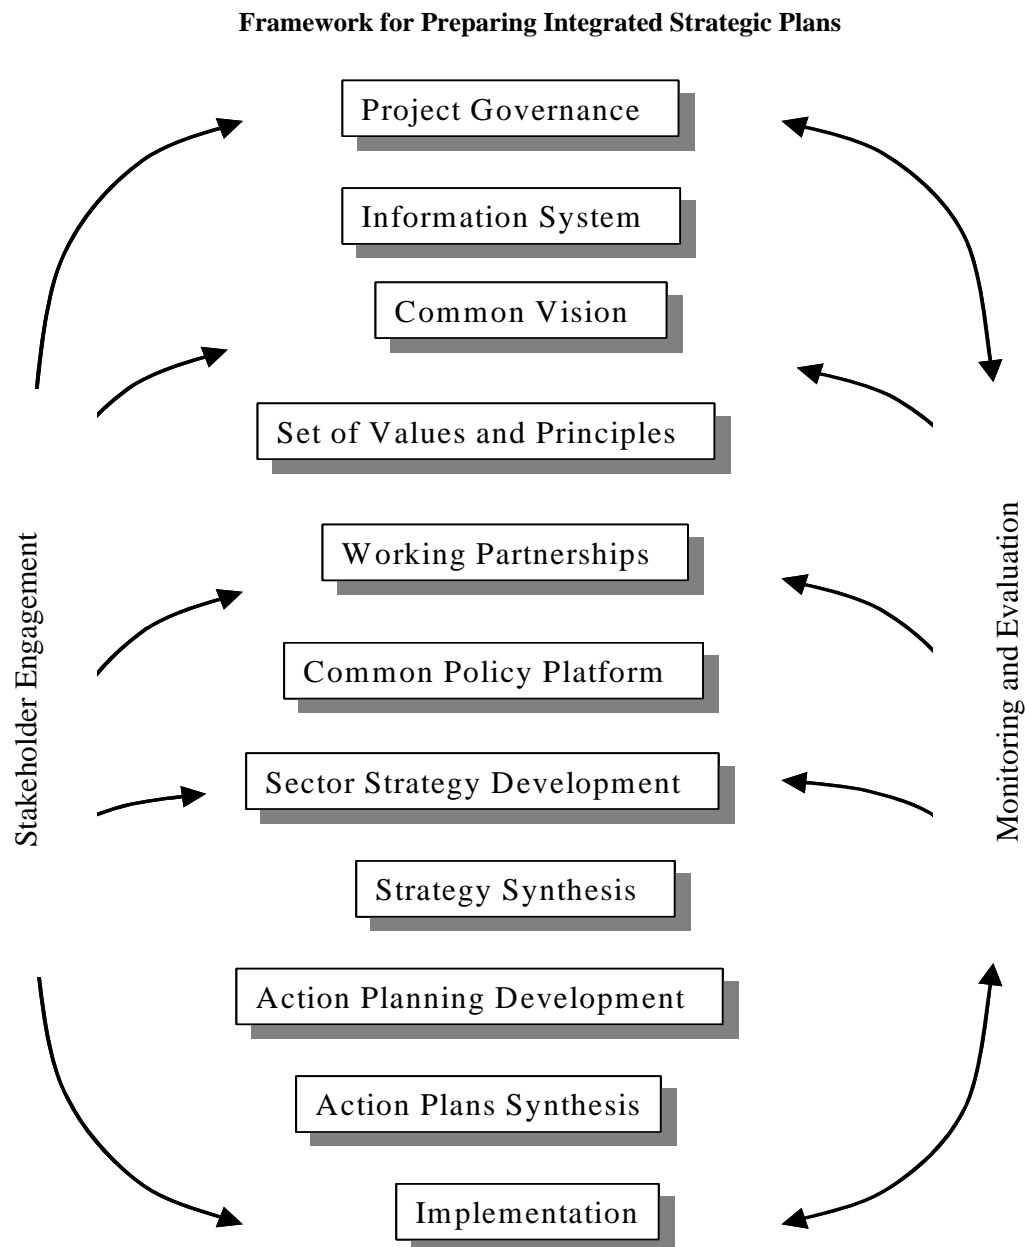 Framework for Preparing Integrated Strategic Plans
Project Governance
Information System
Common Vision
Set of Values and Principles
Working Partnerships
Common Policy Platform
Sector Strategy Development
Strategy Synthesis
Action Planning Development
Action Plans Synthesis
Implementation
Stakeholder Engagement
Monitoring and Evaluation